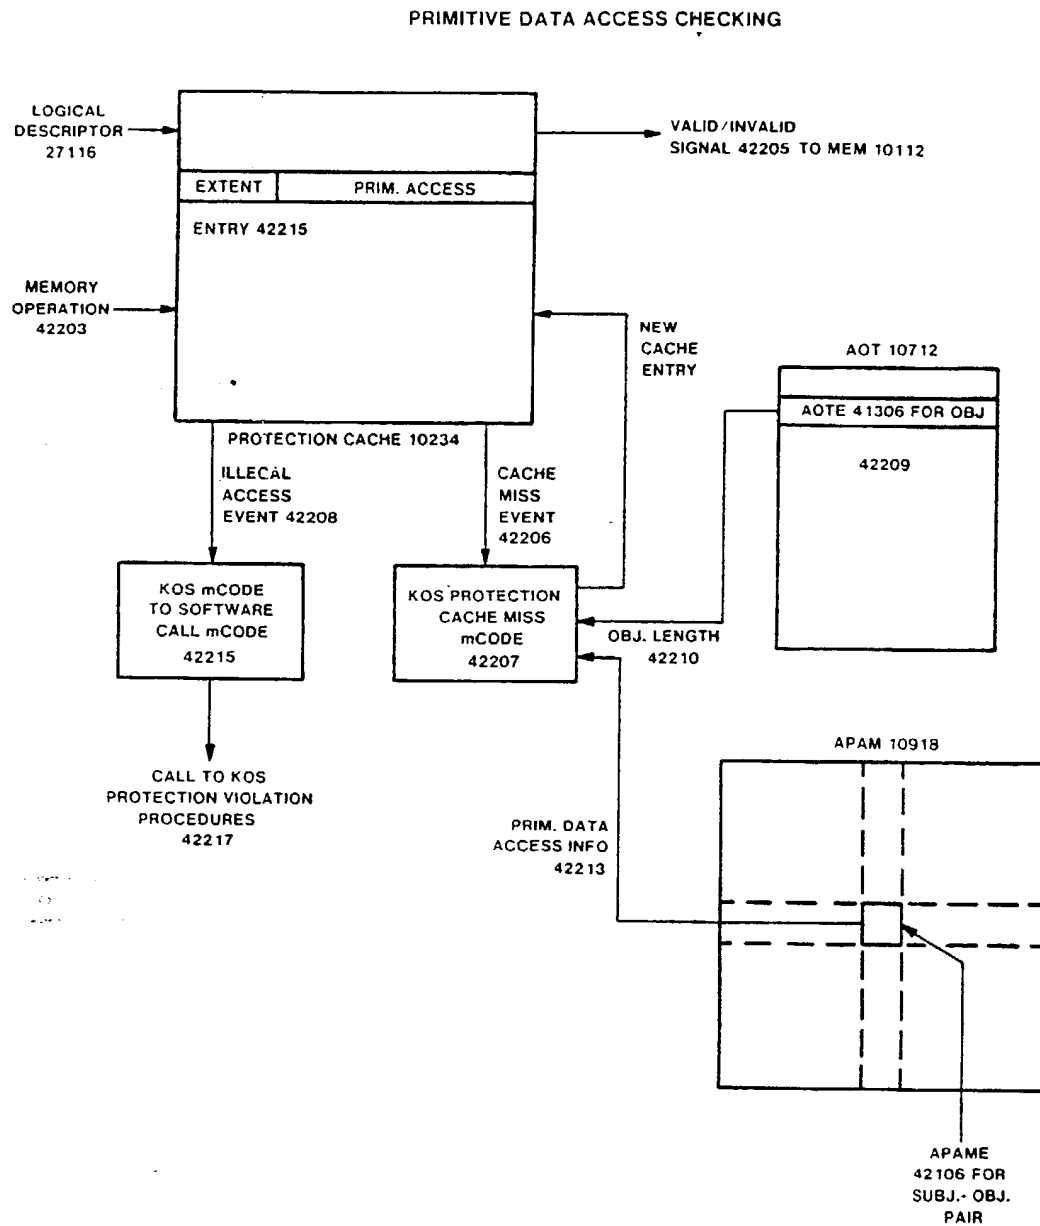 PRIMITIVE DATA ACCESS CHECKING
LOGICAL
DESCRIPTOR
27116
VALID/INVALID
SIGNAL 42205 TO MEM 10112
EXTENT
PRIM. ACCESS
ENTRY 42215
MEMORY
OPERATION
42203
NEW
CACHE
ENTRY
AOT 10712
AOTE 41306 FOR OBJ
42209
PROTECTION CACHE 10234
ILLECAL
ACCESS
EVENT 42208
CACHE
MISS
EVENT
42206
KOS mCODE
TO SOFTWARE
CALL mCODE
42215
KOS PROTECTION
CACHE MISS
mCODE
42207
OBJ. LENGTH
42210
CALL TO KOS
PROTECTION VIOLATION
PROCEDURES
42217
APAM 10918
PRIM. DATA
ACCESS INFO
42213
APAME
42106 FOR
SUBJ.- OBJ.
PAIR